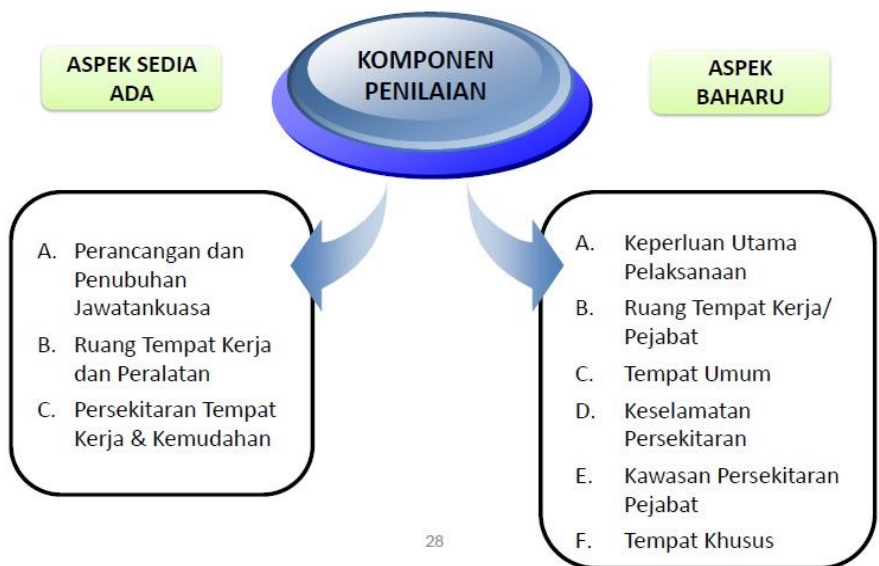 KOMPONEN
PENILAIAN
ASPEK SEDIA
ADA
ASPEK
BAHARU
A. Perancangan dan
Penubuhan
Jawatankuasa
B. Ruang Tempat Kerja
dan Peralatan
C. Persekitaran Tempat
Kerja & Kemudahan
A. Keperluan Utama
Pelaksanaan
B. Ruang Tempat Kerja/
Pejabat
C. Tempat Umum
D. Keselamatan
Persekitaran
E. Kawasan Persekitaran
Pejabat
F. Tempat Khusus
28